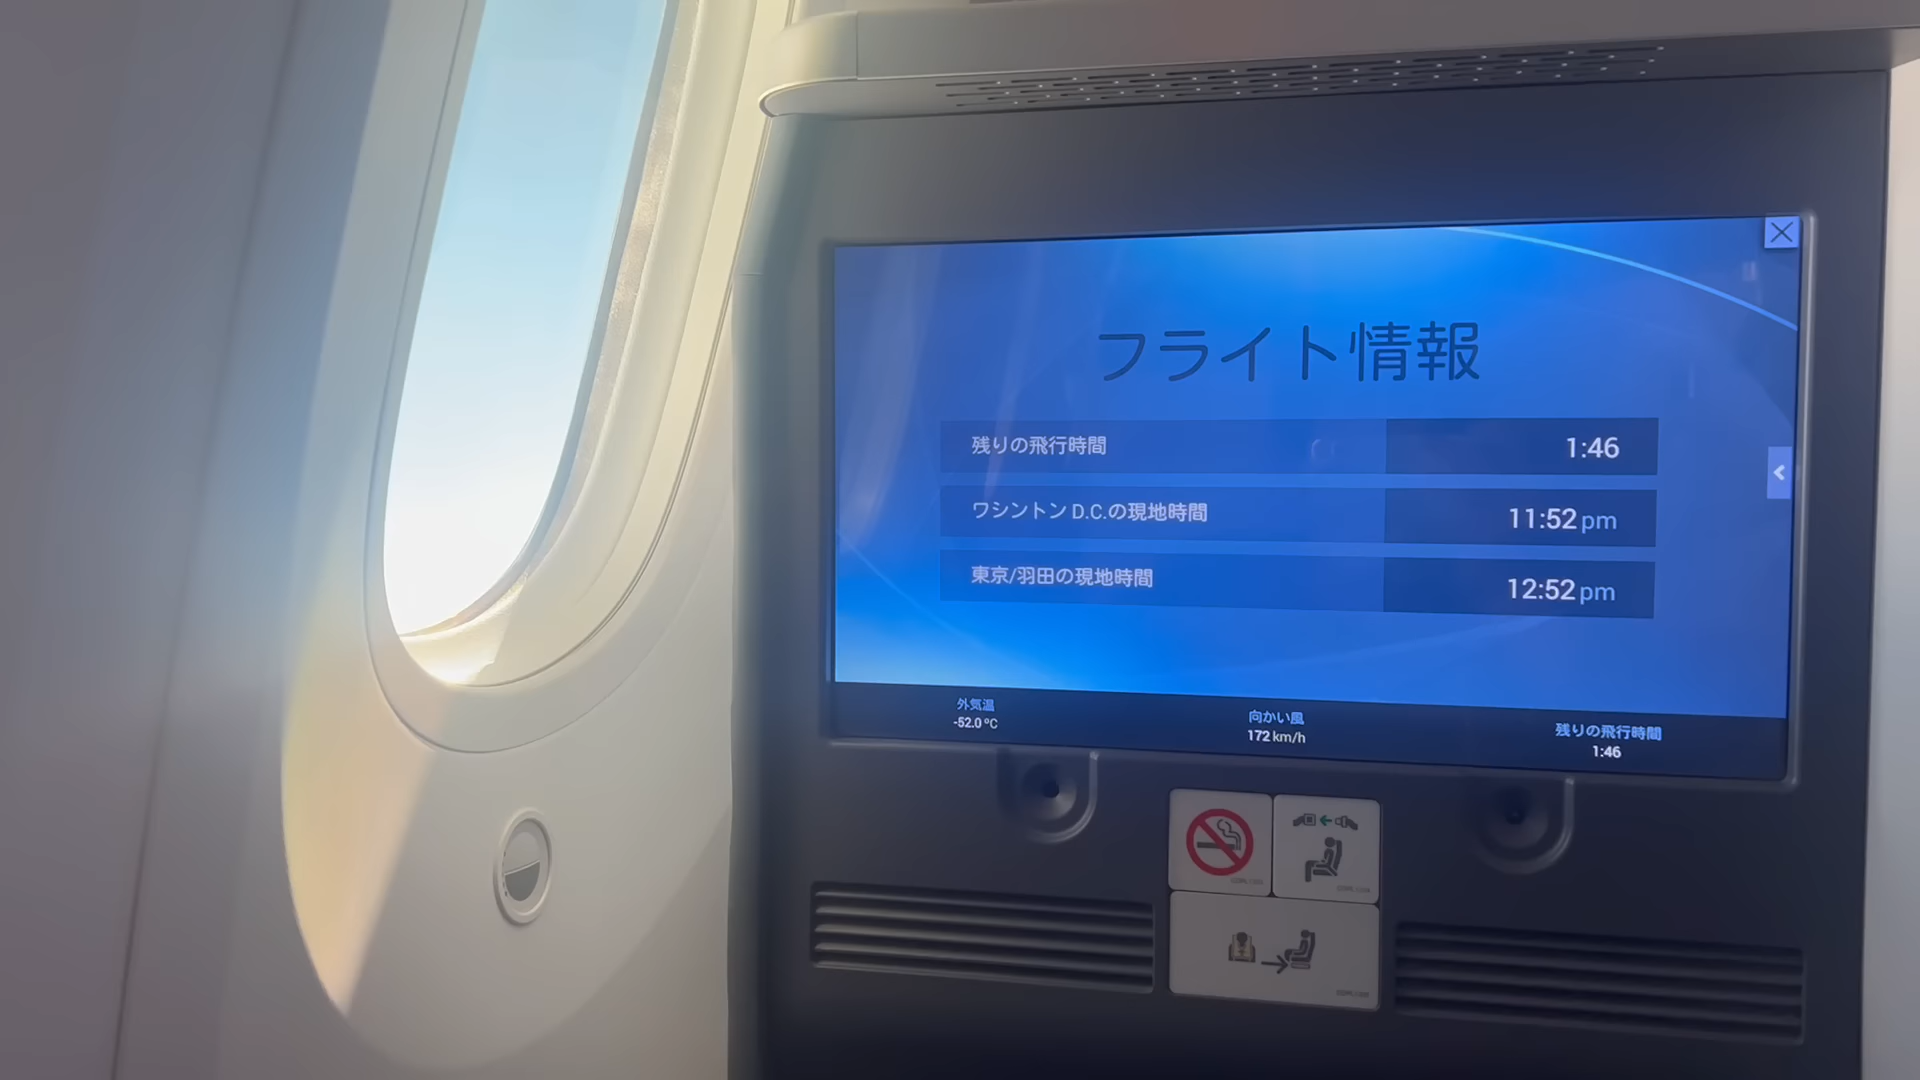 フライト情報
残りの飛行時間 1:46
ワシントン D.C.の現地時間 11:52 pm
東京/羽田の現地時間 12:52 pm
外気温 向かい風 残りの飛行時間
-52.0 ºC 172 km/h 1:46